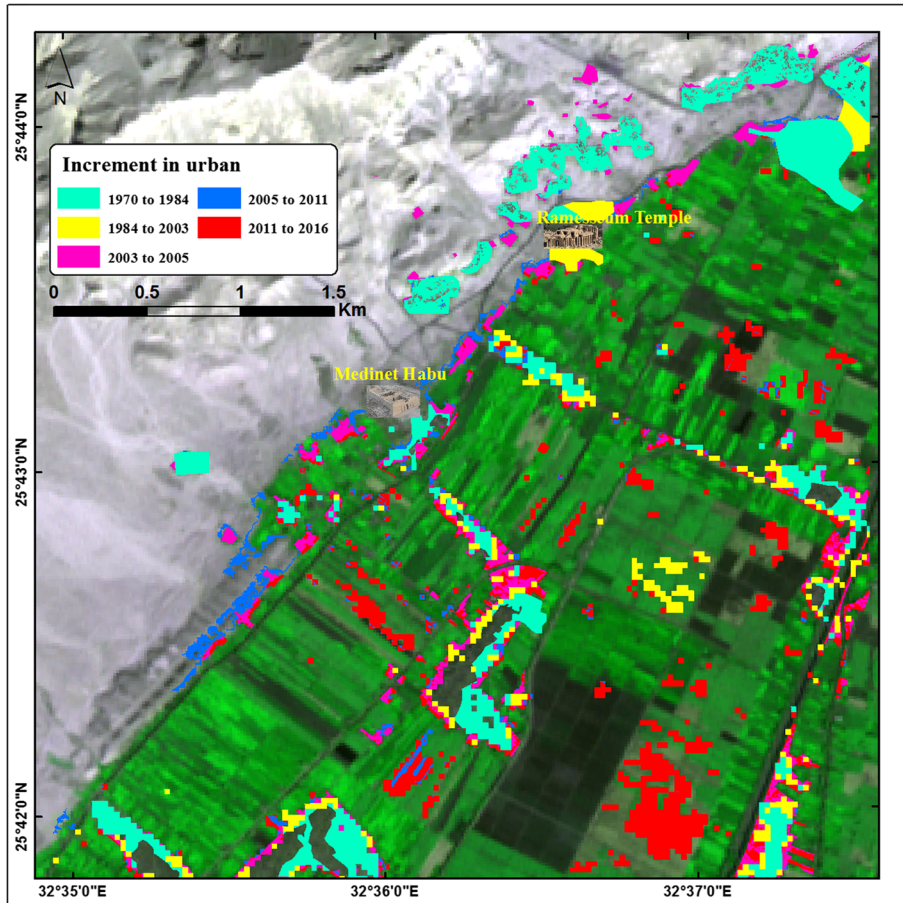 N
25°44'0"N
Increment in urban
1970 to 1984
2005 to 2011
1984 to 2003
2011 to 2016
2003 to 2005
0 0.5 1 1.5
Km
Ramesseum Temple
Medinet Habu
25°43'0"N
25°42'0"N
32°35'0"E 32°36'0"E 32°37'0"E